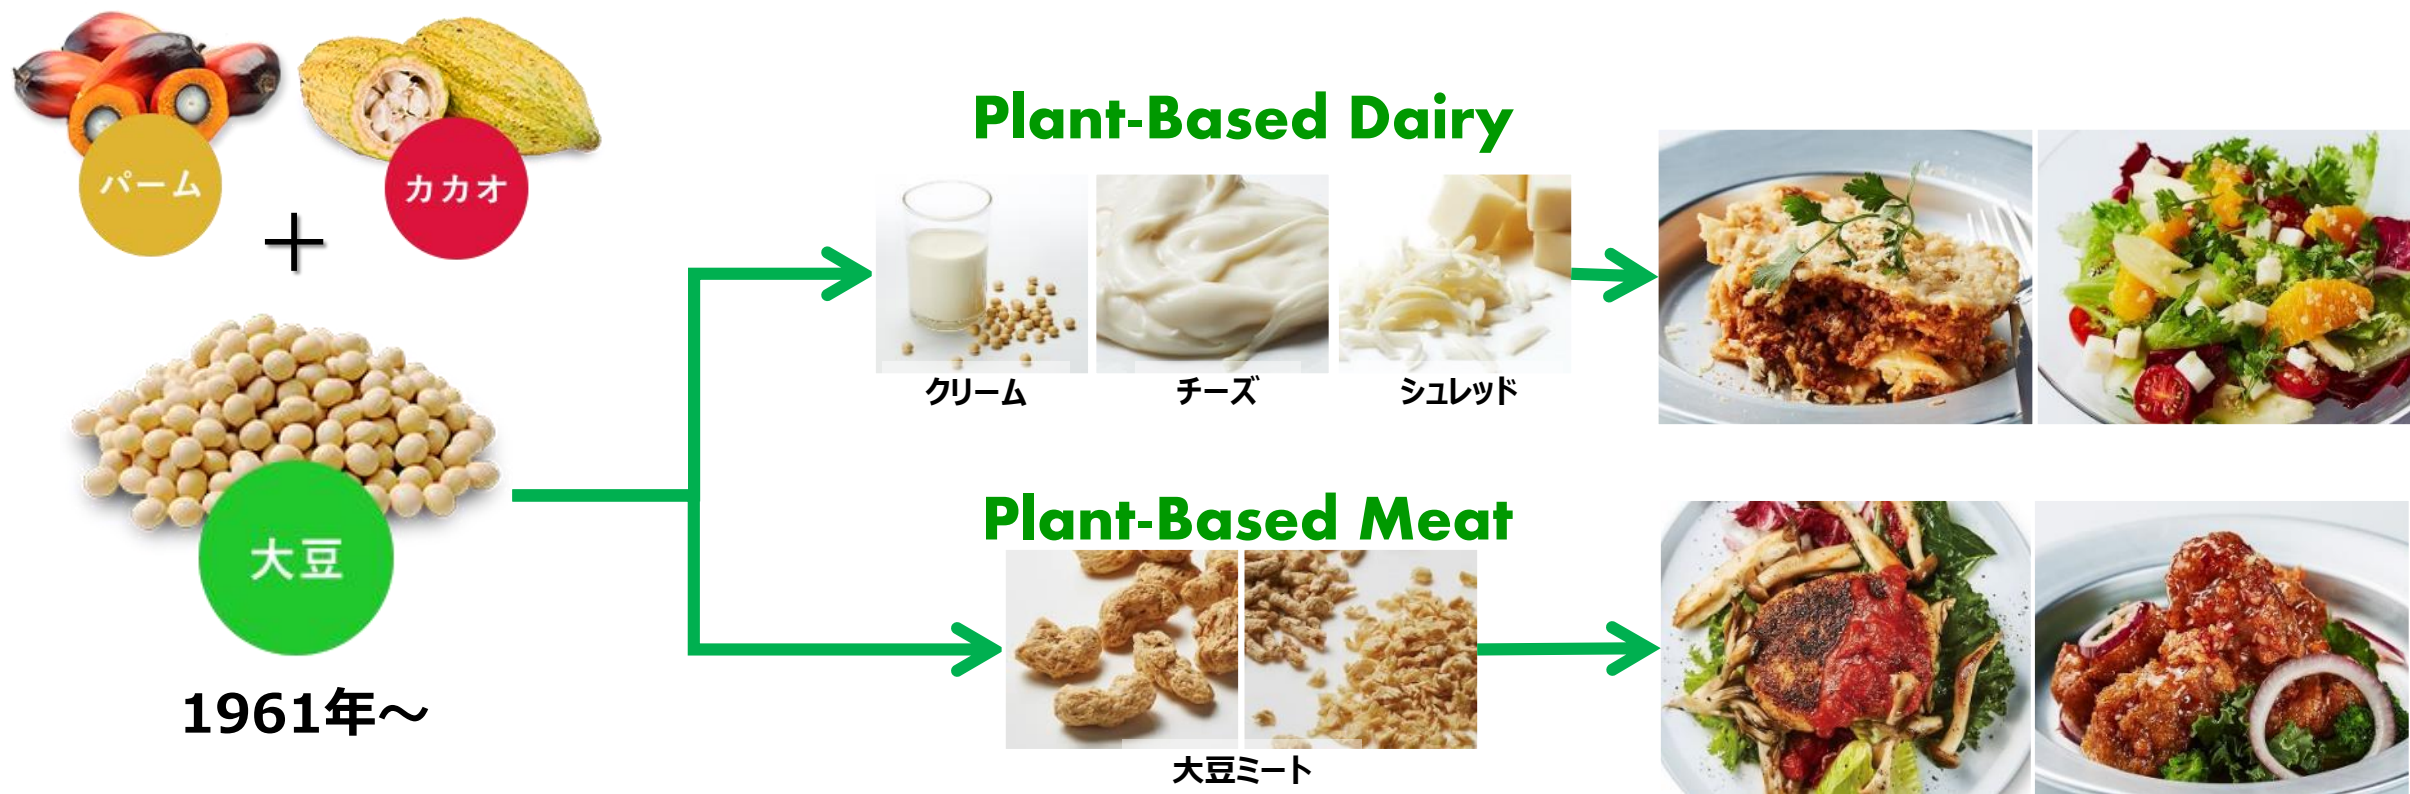 パーム
カカオ
＋
大豆
1961年～
Plant-Based Dairy
クリーム
チーズ
シュレッド
Plant-Based Meat
大豆ミート